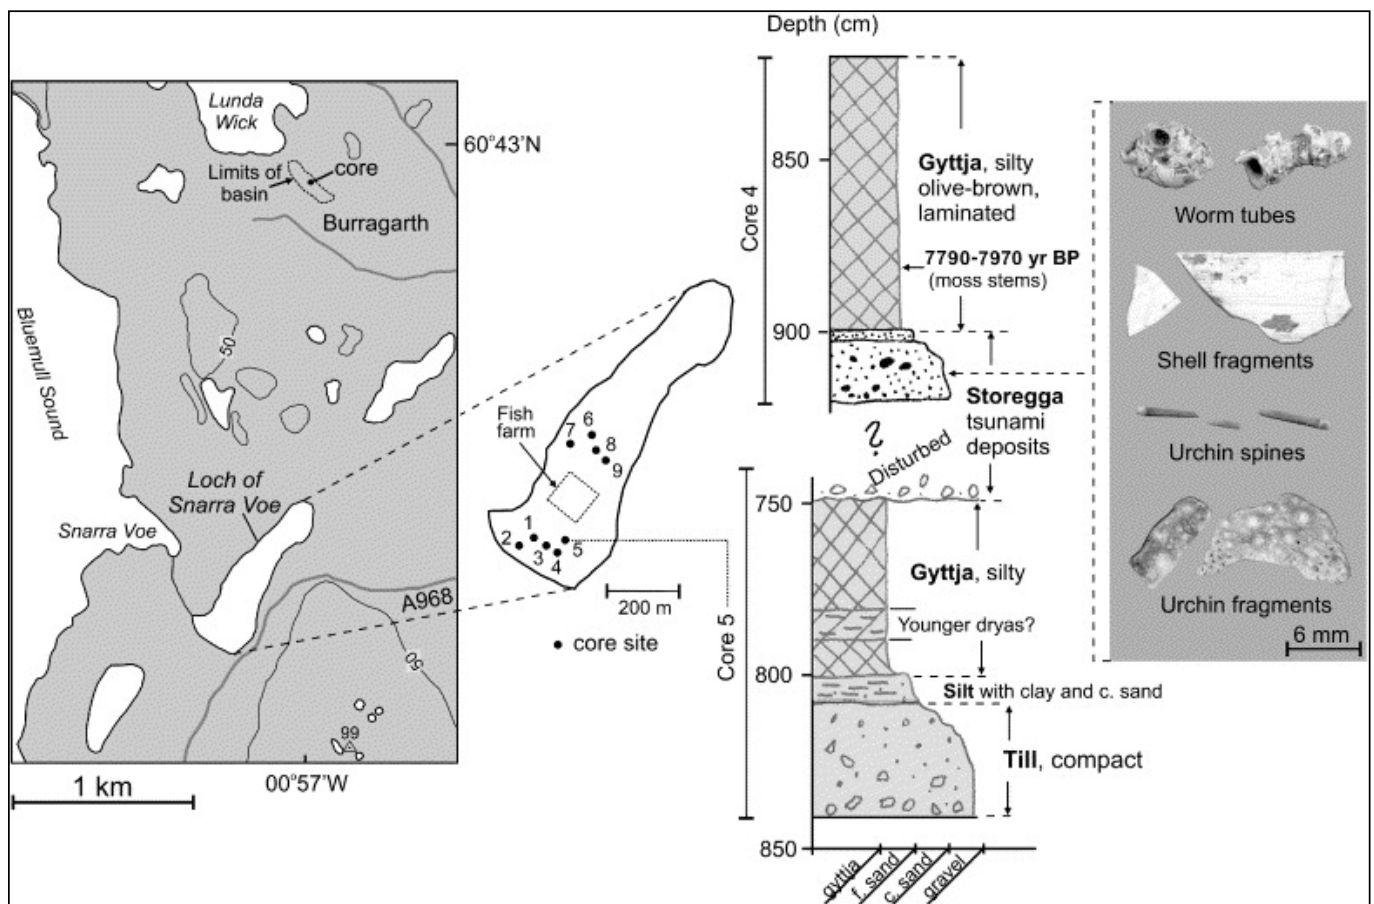 Depth (cm)
Lunda
Wick
60°43'N
Limits of
basin
core
Burragarth
Bluemull Sound
50
Loch of
Snarra Voe
Snarra Voe
A968
50
99
1 km
00°57'W
Fish
farm
6
7
8
9
1
2
3
4
5
200 m
core site
Core 4
850
900
Gyttja, silty
olive-brown,
laminated
7790-7970 yr BP
(moss stems)
Storegga
tsunami
deposits
?
Disturbed
Core 5
750
800
850
Gyttja, silty
Younger dryas?
Silt with clay and c. sand
Till, compact
gyttja
f. sand
c. sand
gravel
Worm tubes
Shell fragments
Urchin spines
Urchin fragments
6 mm